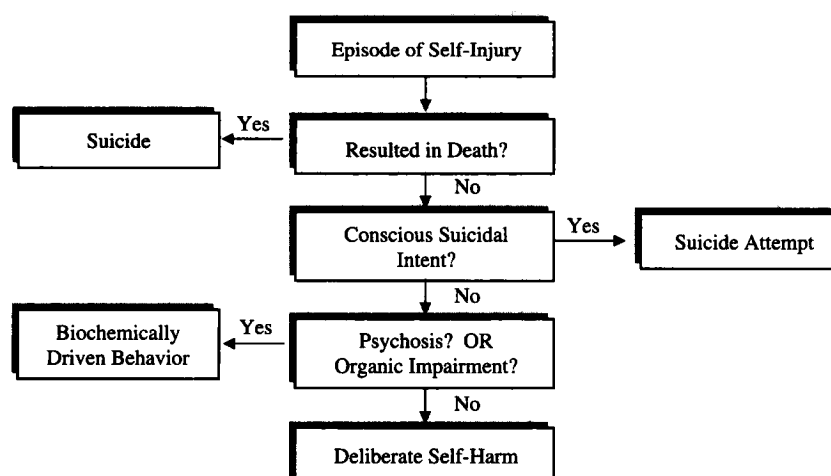 Episode of Self-Injury
Yes
Suicide
Resulted in Death?
No
Conscious Suicidal
Intent?
Yes
Suicide Attempt
No
Biochemically
Driven Behavior
Yes
Psychosis? OR
Organic Impairment?
No
Deliberate Self-Harm